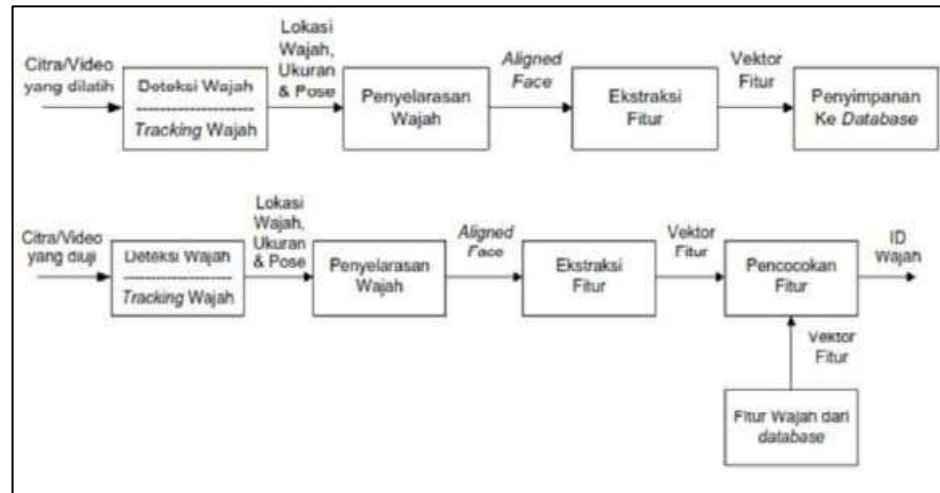 Citra/Video
yang dilatih
Deteksi Wajah
Tracking Wajah
Lokasi
Wajah,
Ukuran
& Pose
Penyelarasan
Wajah
Aligned
Face
Ekstraksi
Fitur
Vektor
Fitur
Penyimpanan
Ke Database
Citra/Video
yang diuji
Deteksi Wajah
Tracking Wajah
Lokasi
Wajah,
Ukuran
& Pose
Penyelarasan
Wajah
Aligned
Face
Ekstraksi
Fitur
Vektor
Fitur
Pencocokan
Fitur
ID
Wajah
Vektor
Fitur
Fitur Wajah dari
database